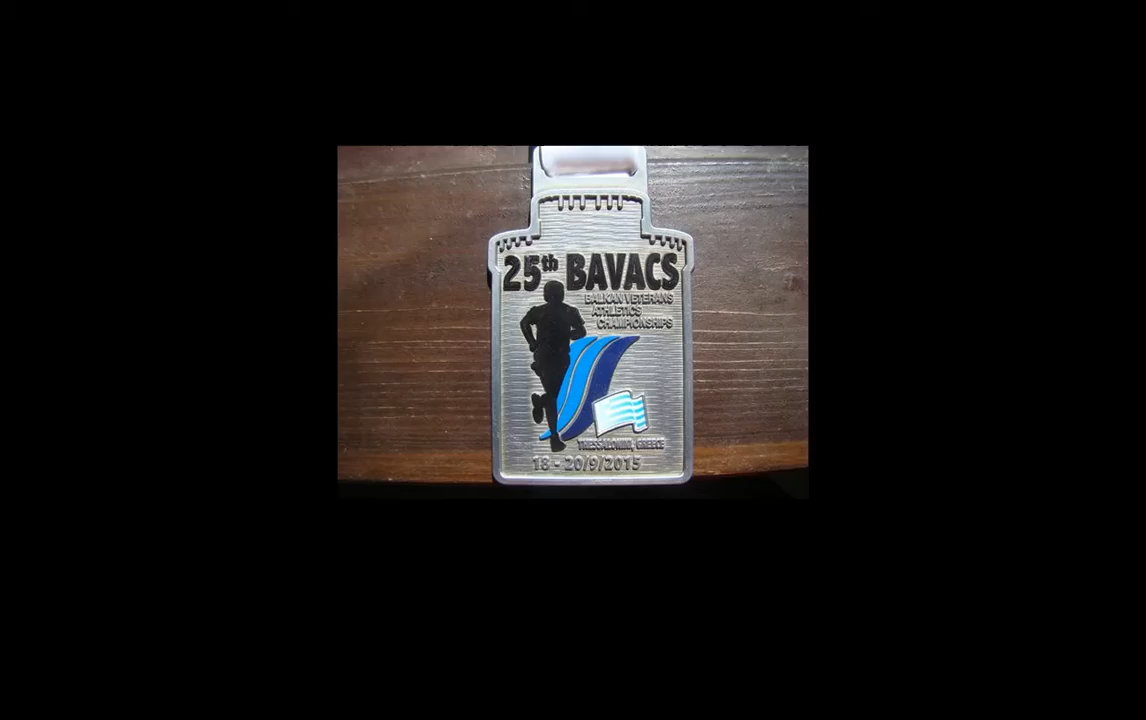 25th BAVACS
BALKAN VETERANS
ATHLETICS
CHAMPIONSHIPS
THESSALONIKI, GREECE
18 - 20/9/2015